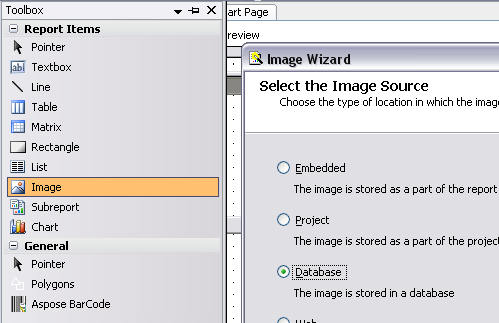 Toolbox
Report Items
Pointer
Textbox
Line
Table
Matrix
Rectangle
List
Image
Subreport
Chart
General
Pointer
Polygons
Aspose BarCode
art Page
review
Image Wizard
Select the Image Source
Choose the type of location in which the imag
Embedded
The image is stored as a part of the report
Project
The image is stored as a part of the projec
Database
The image is stored in a database
Web